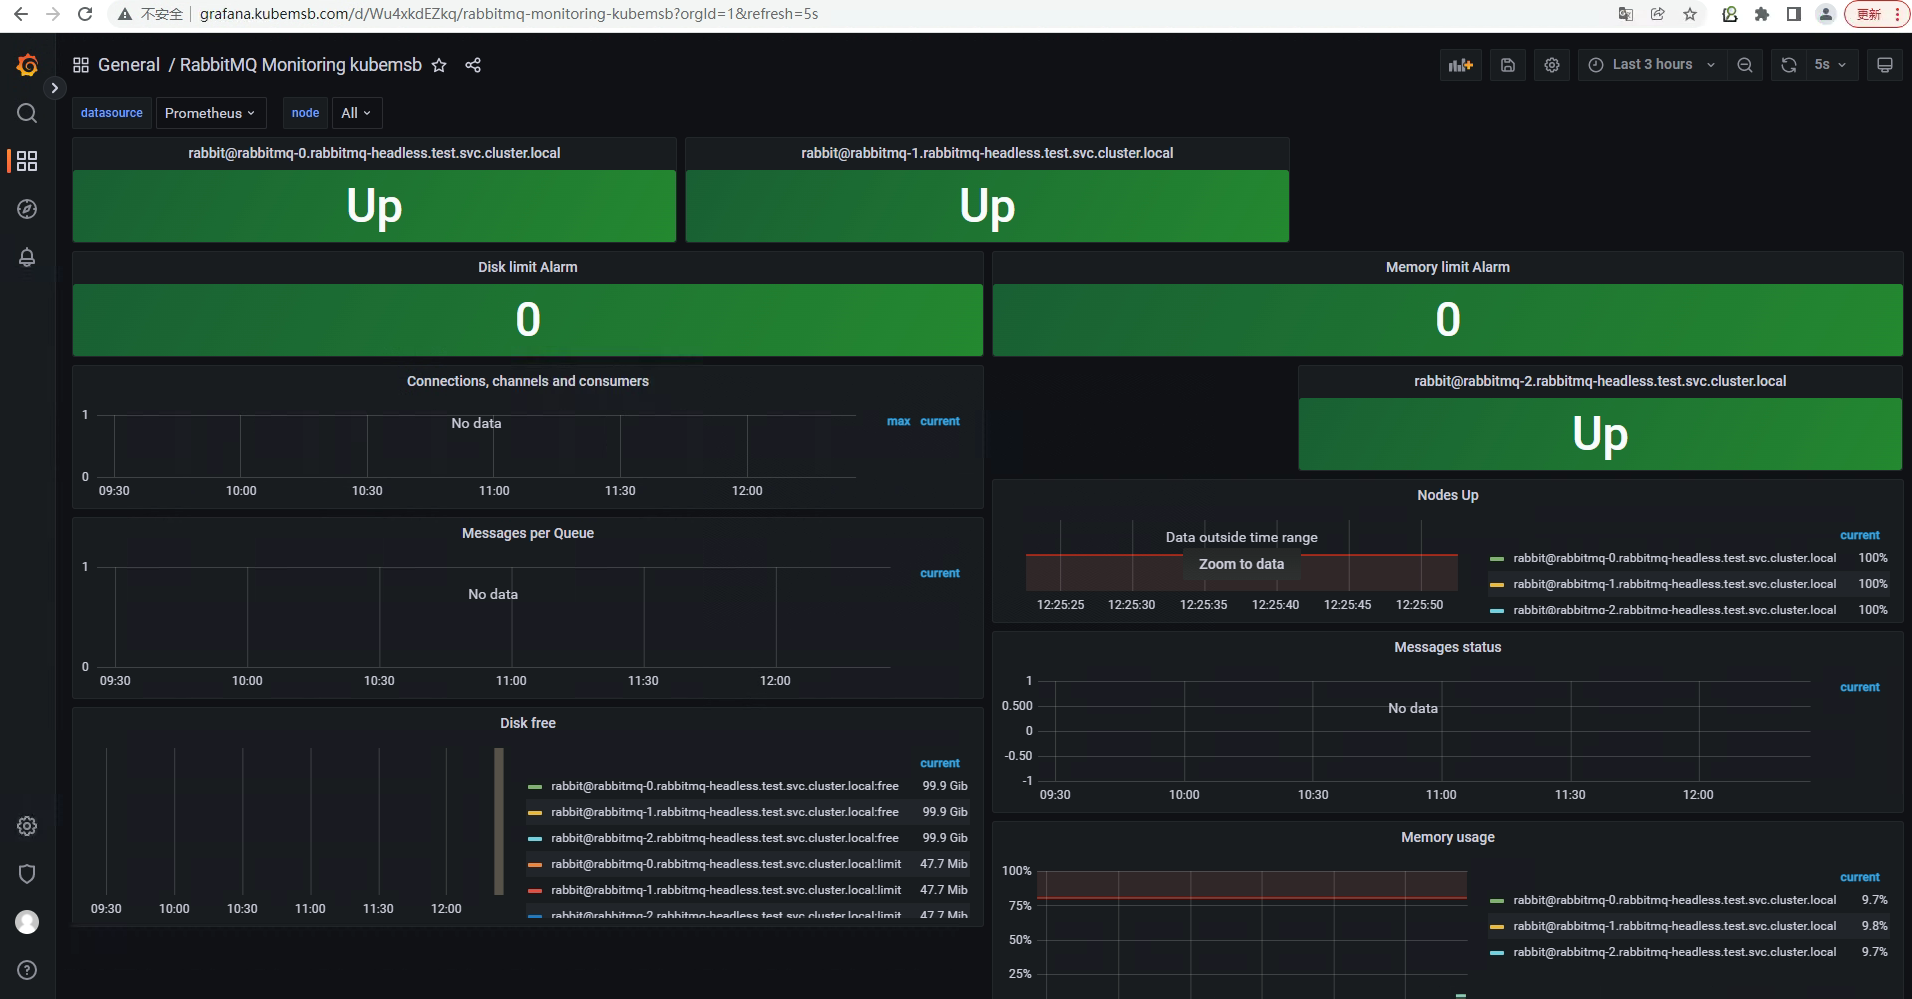 不安全 grafana.kubemsb.com/d/Wu4xkdEZkq/rabbitmq-monitoring-kubemsb?orgId=1&refresh=5s
更新
General / RabbitMQ Monitoring kubemsb
Last 3 hours
5s
datasource Prometheus node All
rabbit@rabbitmq-0.rabbitmq-headless.test.svc.cluster.local
Up
rabbit@rabbitmq-1.rabbitmq-headless.test.svc.cluster.local
Up
Disk limit Alarm
0
Memory limit Alarm
0
Connections, channels and consumers
1
No data
max current
0
09:30 10:00 10:30 11:00 11:30 12:00
rabbit@rabbitmq-2.rabbitmq-headless.test.svc.cluster.local
Up
Messages per Queue
1
current
No data
0
09:30 10:00 10:30 11:00 11:30 12:00
Nodes Up
Data outside time range
Zoom to data
12:25:25 12:25:30 12:25:35 12:25:40 12:25:45 12:25:50
current
rabbit@rabbitmq-0.rabbitmq-headless.test.svc.cluster.local 100%
rabbit@rabbitmq-1.rabbitmq-headless.test.svc.cluster.local 100%
rabbit@rabbitmq-2.rabbitmq-headless.test.svc.cluster.local 100%
Messages status
1
current
0.500
No data
0
-0.50
-1
09:30 10:00 10:30 11:00 11:30 12:00
Disk free
current
rabbit@rabbitmq-0.rabbitmq-headless.test.svc.cluster.local:free 99.9 Gib
rabbit@rabbitmq-1.rabbitmq-headless.test.svc.cluster.local:free 99.9 Gib
rabbit@rabbitmq-2.rabbitmq-headless.test.svc.cluster.local:free 99.9 Gib
rabbit@rabbitmq-0.rabbitmq-headless.test.svc.cluster.local:limit 47.7 Mib
rabbit@rabbitmq-1.rabbitmq-headless.test.svc.cluster.local:limit 47.7 Mib
rabbit@rabbitmq-2.rabbitmq-headless.test.svc.cluster.local:limit 47.7 Mib
09:30 10:00 10:30 11:00 11:30 12:00
Memory usage
100%
75%
50%
25%
current
rabbit@rabbitmq-0.rabbitmq-headless.test.svc.cluster.local 9.7%
rabbit@rabbitmq-1.rabbitmq-headless.test.svc.cluster.local 9.8%
rabbit@rabbitmq-2.rabbitmq-headless.test.svc.cluster.local 9.7%